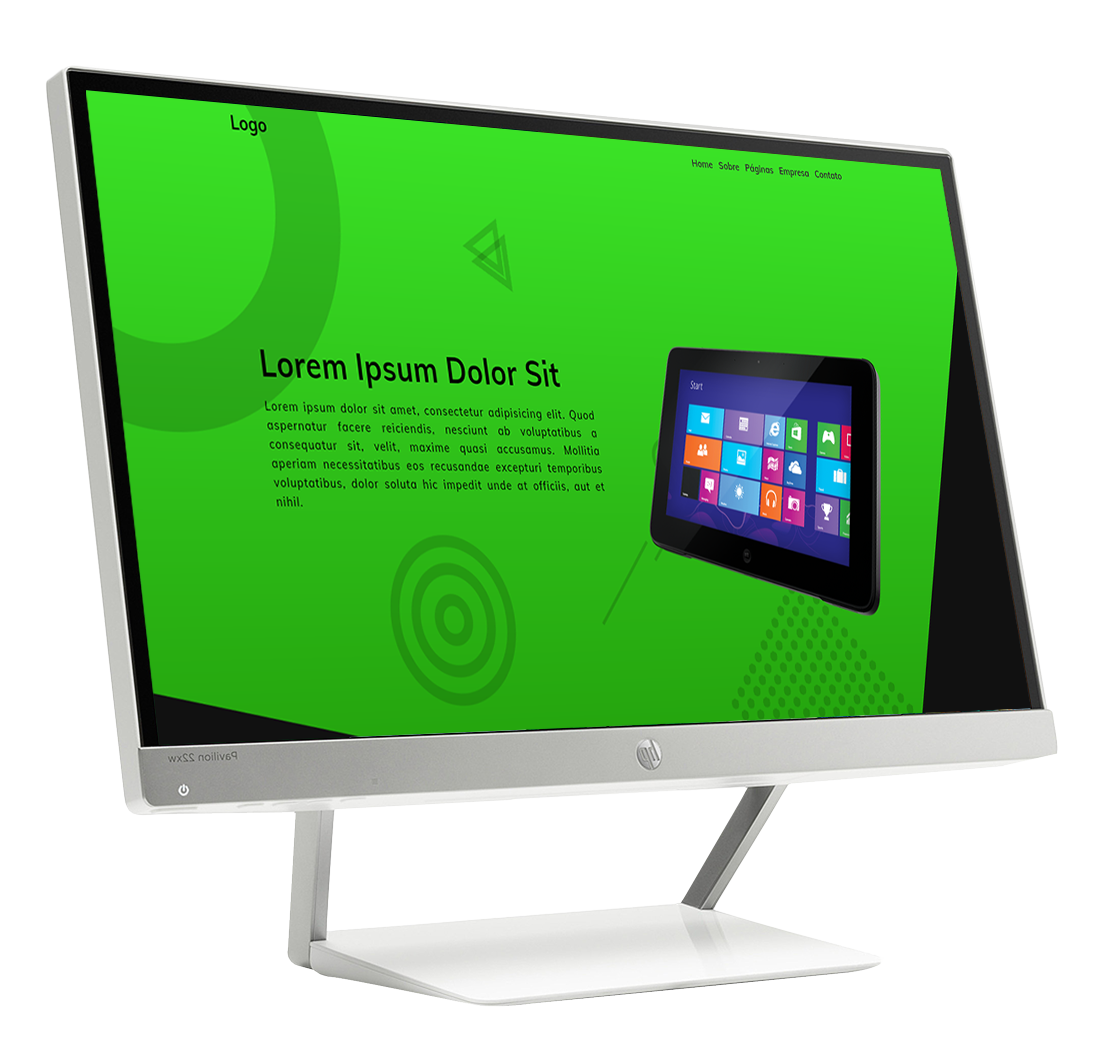 Logo
Home Sobre Páginas Empresa Contato
Lorem Ipsum Dolor Sit
Lorem ipsum dolor sit amet, consectetur adipisicing elit. Quod
aspernatur facere reiciendis, nesciunt ab voluptatibus a
consequatur sit, velit, maxime quasi accusamus. Mollitia
aperiam necessitatibus eos recusandae excepturi temporibus
voluptatibus, dolor soluta hic impedit unde at officiis, aut et
nihil.
Start
Pavilion 22xw
hp